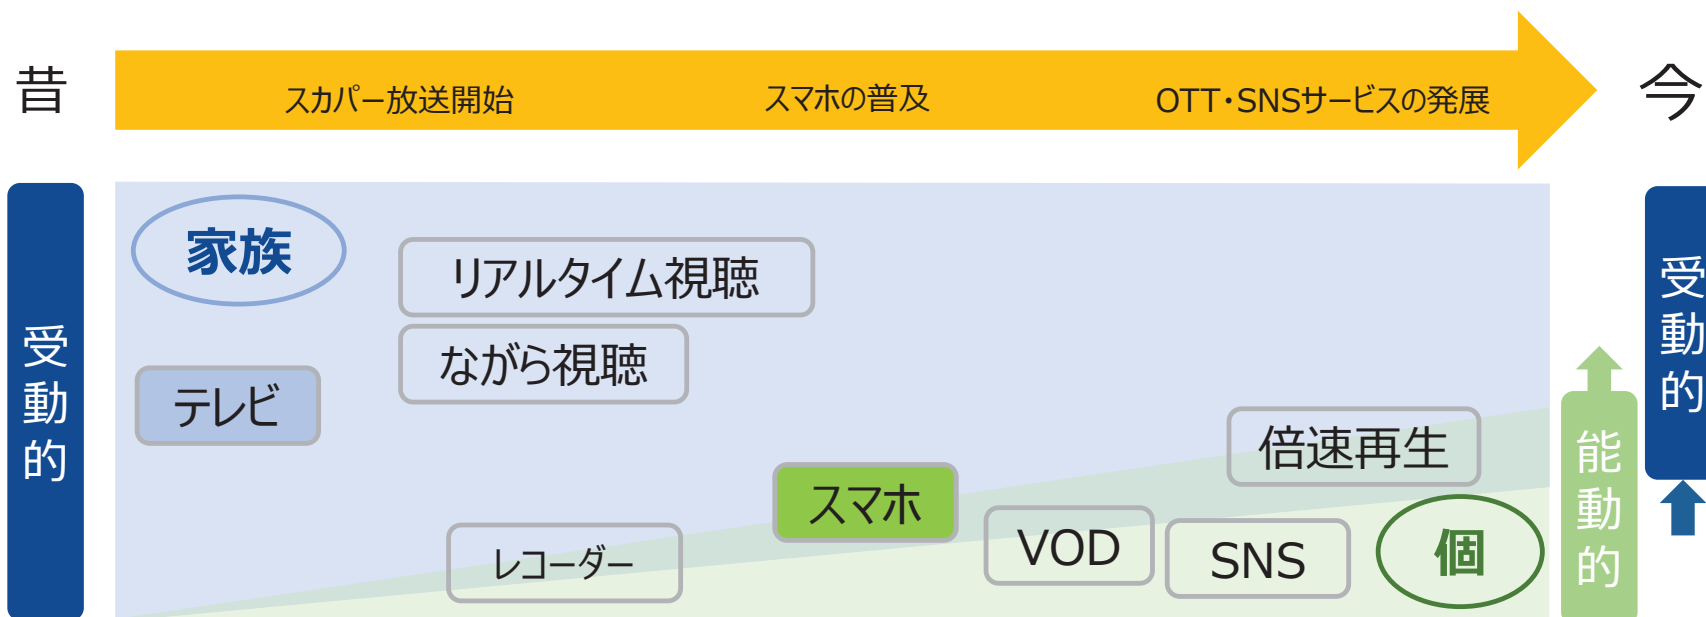 昔
スカパー放送開始
スマホの普及
OTT・SNSサービスの発展
今
受動的
家族
リアルタイム視聴
ながら視聴
テレビ
スマホ
レコーダー
倍速再生
VOD
SNS
個
能動的
受動的